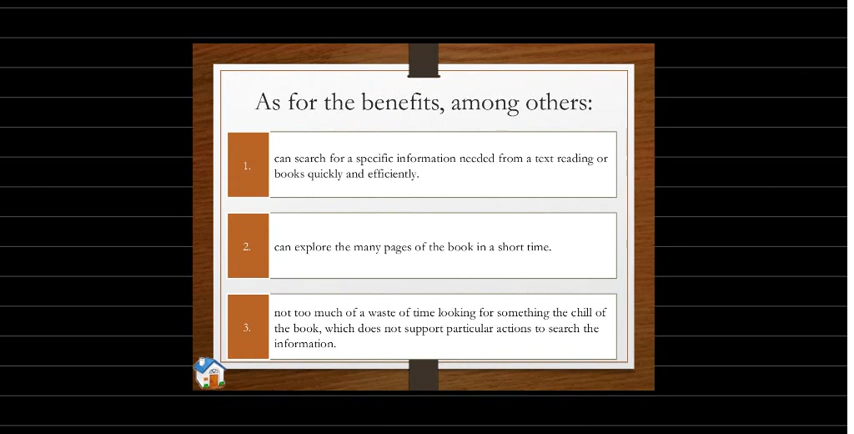 As for the benefits, among others:
1.
can search for a specific information needed from a text reading or
books quickly and efficiently.
2.
can explore the many pages of the book in a short time.
3.
not too much of a waste of time looking for something the chill of
the book, which does not support particular actions to search the
information.